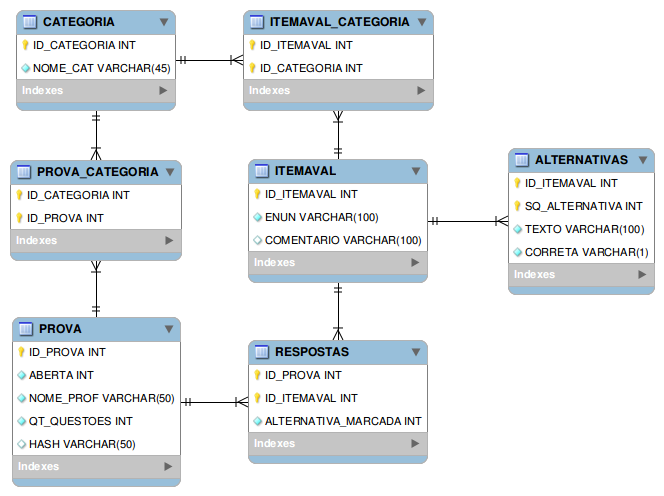 CATEGORIA
ID_CATEGORIA INT
NOME_CAT VARCHAR(45)
Indexes
ITEMAVAL_CATEGORIA
ID_ITEMAVAL INT
ID_CATEGORIA INT
Indexes
PROVA_CATEGORIA
ID_CATEGORIA INT
ID_PROVA INT
Indexes
ITEMAVAL
ID_ITEMAVAL INT
ENUN VARCHAR(100)
COMENTARIO VARCHAR(100)
Indexes
ALTERNATIVAS
ID_ITEMAVAL INT
SQ_ALTERNATIVA INT
TEXTO VARCHAR(100)
CORRETA VARCHAR(1)
Indexes
PROVA
ID_PROVA INT
ABERTA INT
NOME_PROF VARCHAR(50)
QT_QUESTOES INT
HASH VARCHAR(50)
Indexes
RESPOSTAS
ID_PROVA INT
ID_ITEMAVAL INT
ALTERNATIVA_MARCADA INT
Indexes